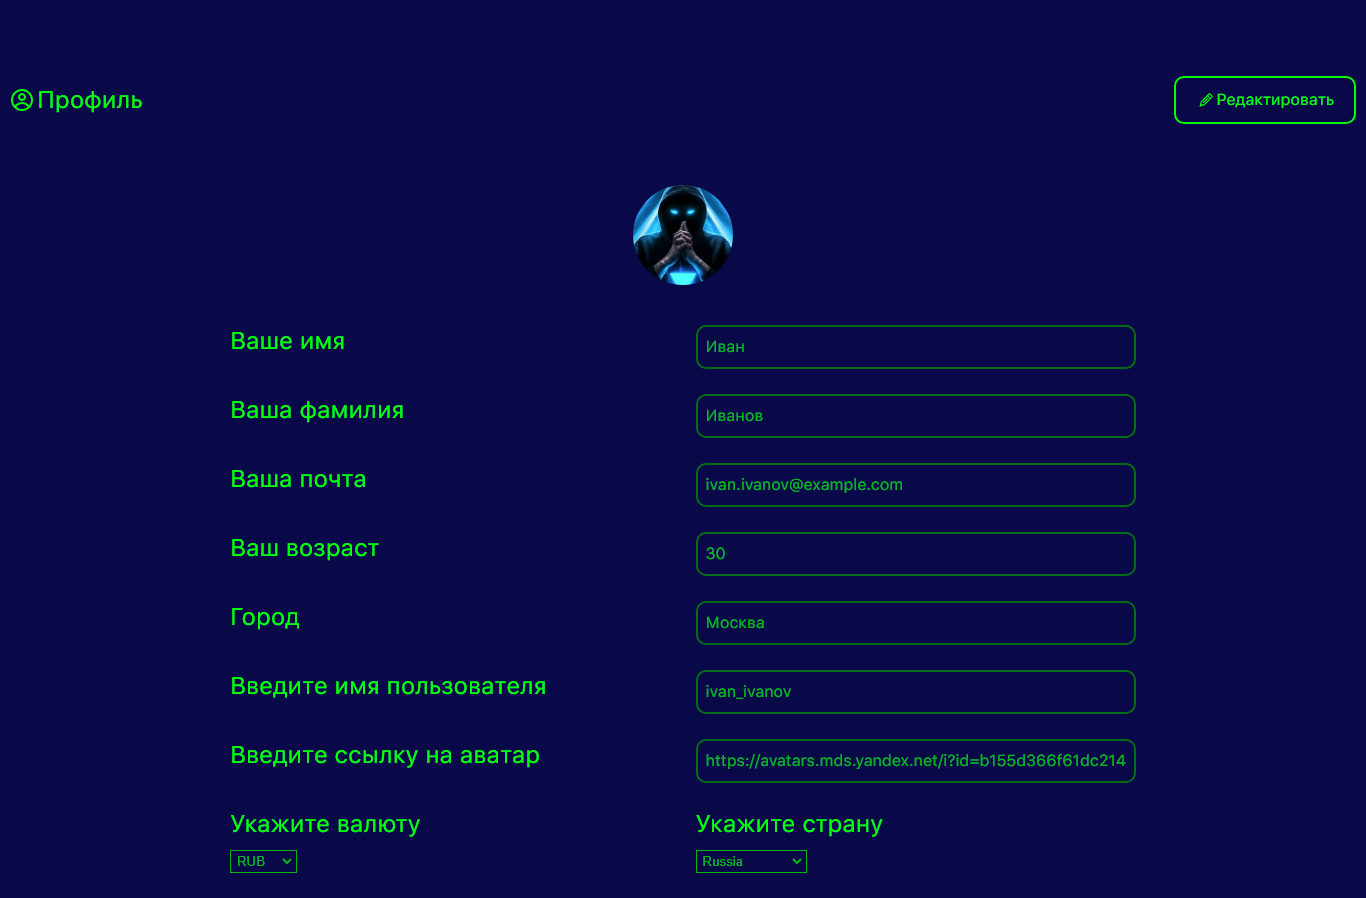 Профиль
Редактировать
Ваше имя
Иван
Ваша фамилия
Иванов
Ваша почта
ivan.ivanov@example.com
Ваш возраст
30
Город
Москва
Введите имя пользователя
ivan_ivanov
Введите ссылку на аватар
https://avatars.mds.yandex.net/i?id=b155d366f61dc214
Укажите валюту
RUB
Укажите страну
Russia